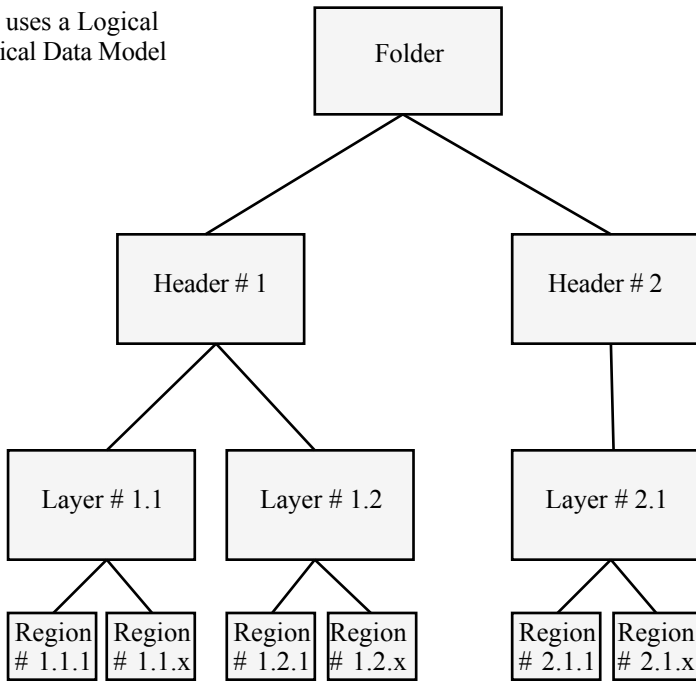 uses a Logical
ical Data Model
Folder
Header # 1
Header # 2
Layer # 1.1
Layer # 1.2
Layer # 2.1
Region
# 1.1.1
Region
# 1.1.x
Region
# 1.2.1
Region
# 1.2.x
Region
# 2.1.1
Region
# 2.1.x